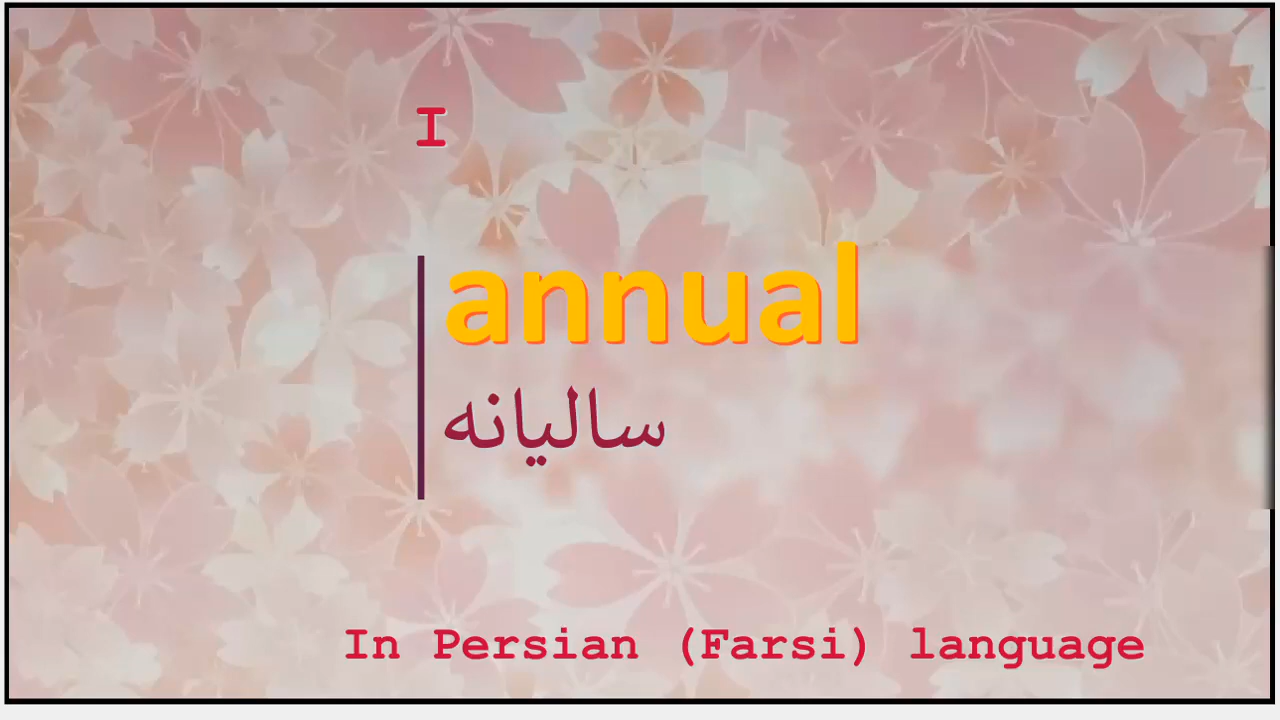 I
annual
سالیانه
In Persian (Farsi) language